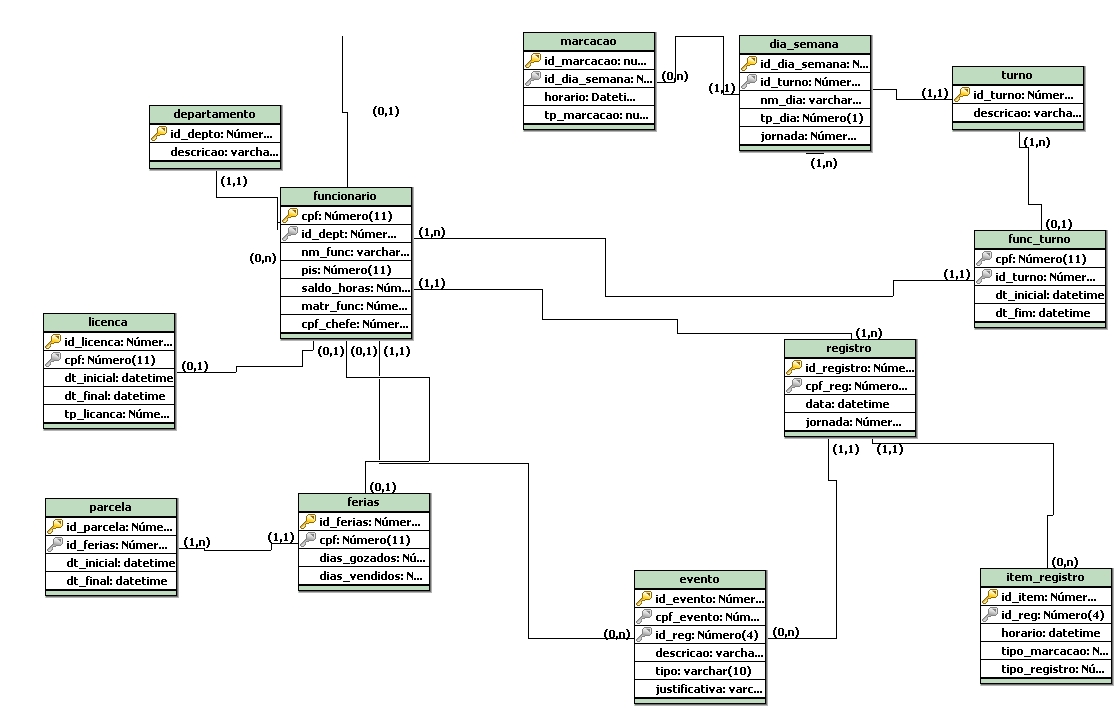 marcacao
id_marcacao: nu...
id_dia_semana: N...
horario: Dateti...
tp_marcacao: nu...
(0,n)
(1,1)
dia_semana
id_dia_semana: N...
id_turno: Númer...
nm_dia: varchar...
tp_dia: Número(1)
jornada: Númer...
(1,n)
(1,1)
turno
id_turno: Númer...
descricao: varcha...
(1,n)
(0,1)
departamento
id_depto: Númer...
descricao: varcha...
(1,1)
(0,1)
(0,n)
funcionario
cpf: Número(11)
id_dept: Númer...
nm_func: varchar...
pis: Número(11)
saldo_horas: Núm...
matr_func: Núme...
cpf_chefe: Númer...
(1,n)
(1,1)
(0,1)
(0,1)
(1,1)
(1,1)
func_turno
cpf: Número(11)
id_turno: Númer...
dt_inicial: datetime
dt_fim: datetime
licenca
id_licenca: Númer...
cpf: Número(11)
dt_inicial: datetime
dt_final: datetime
tp_licanca: Núme...
(0,1)
(1,n)
registro
id_registro: Núme...
cpf_reg: Número...
data: datetime
jornada: Númer...
(1,1)
(1,1)
parcela
id_parcela: Núme...
id_ferias: Númer...
dt_inicial: datetime
dt_final: datetime
(1,n)
(1,1)
(0,1)
ferias
id_ferias: Númer...
cpf: Número(11)
dias_gozados: Nú...
dias_vendidos: N...
(0,n)
evento
id_evento: Númer...
cpf_evento: Núm...
id_reg: Número(4)
descricao: varcha...
tipo: varchar(10)
justificativa: varc...
(0,n)
(0,n)
item_registro
id_item: Númer...
id_reg: Número(4)
horario: datetime
tipo_marcacao: N...
tipo_registro: Nú...